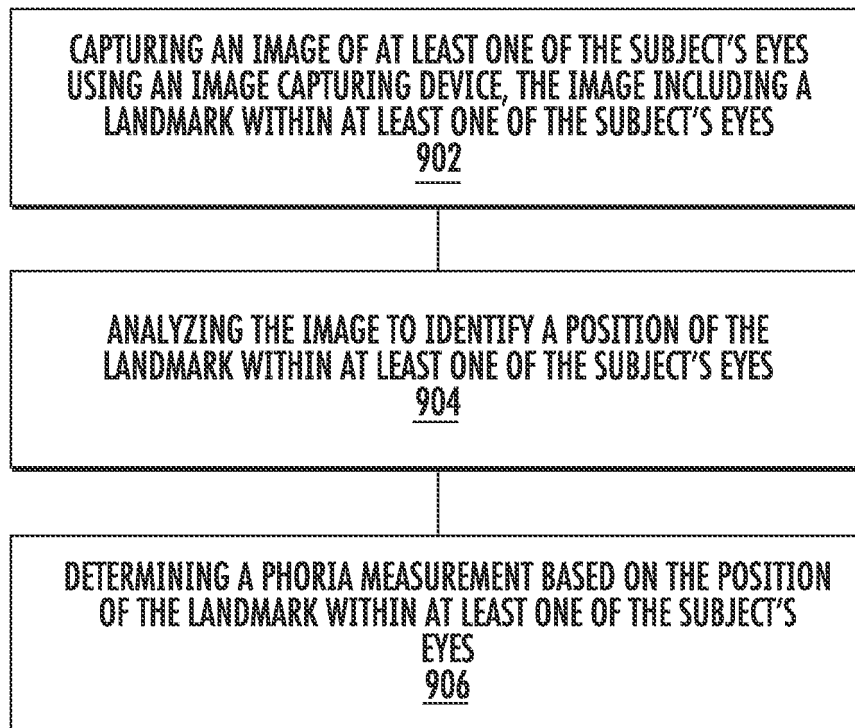 CAPTURING AN IMAGE OF AT LEAST ONE OF THE SUBJECT'S EYES
USING AN IMAGE CAPTURING DEVICE, THE IMAGE INCLUDING A
LANDMARK WITHIN AT LEAST ONE OF THE SUBJECT'S EYES
902
ANALYZING THE IMAGE TO IDENTIFY A POSITION OF THE
LANDMARK WITHIN AT LEAST ONE OF THE SUBJECT'S EYES
904
DETERMINING A PHORIA MEASUREMENT BASED ON THE POSITION
OF THE LANDMARK WITHIN AT LEAST ONE OF THE SUBJECT'S
EYES
906